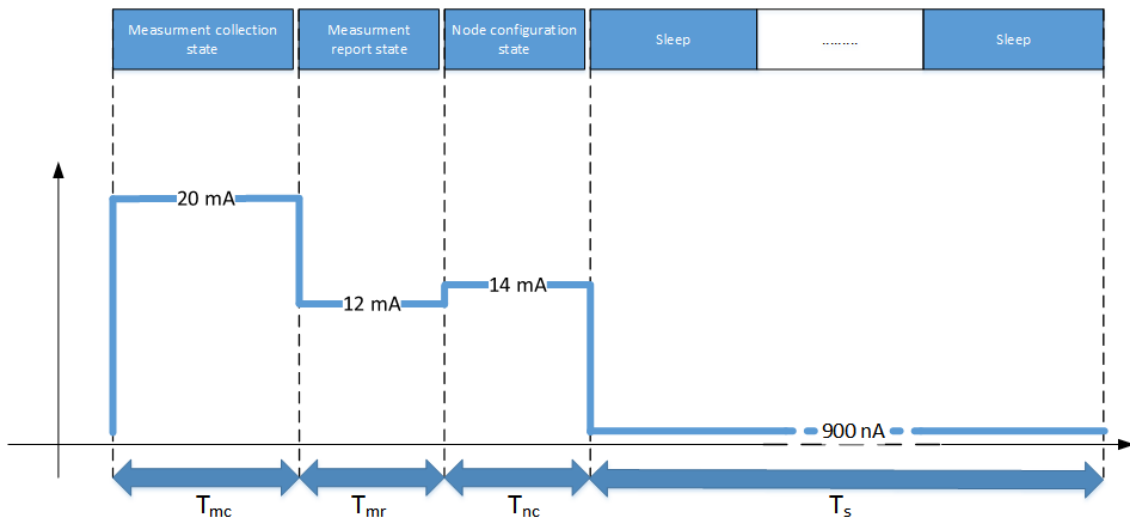 Measurment collection
state
Measurment
report state
Node configuration
state
Sleep
.........
Sleep
20 mA
12 mA
14 mA
900 nA
Tmc
Tmr
Tnc
Ts